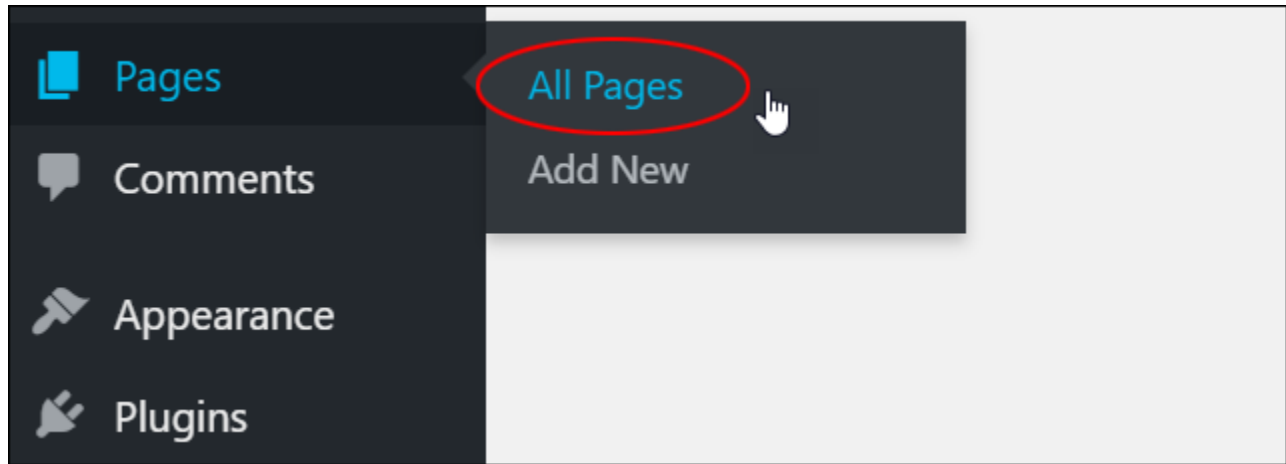 Pages
All Pages
Add New
Comments
Appearance
Plugins